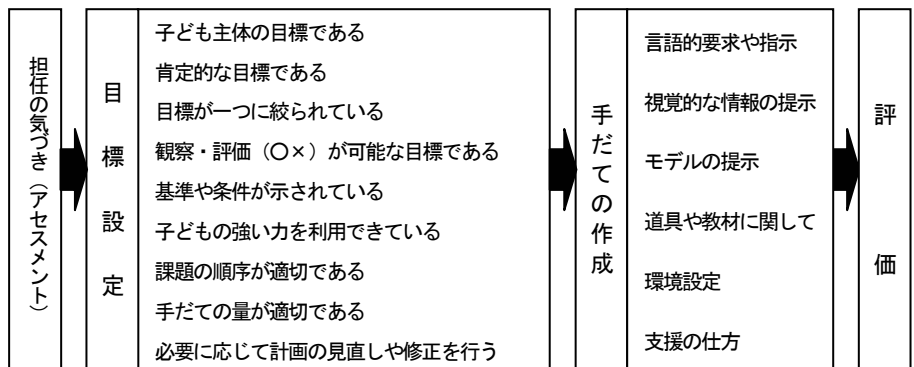 担任の気づき（アセスメント）
目標設定
子ども主体の目標である
肯定的な目標である
目標が一つに絞られている
観察・評価（○×）が可能な目標である
基準や条件が示されている
子どもの強い力を利用できている
課題の順序が適切である
手だての量が適切である
必要に応じて計画の見直しや修正を行う
手だての作成
言語的要求や指示
視覚的な情報の提示
モデルの提示
道具や教材に関して
環境設定
支援の仕方
評価